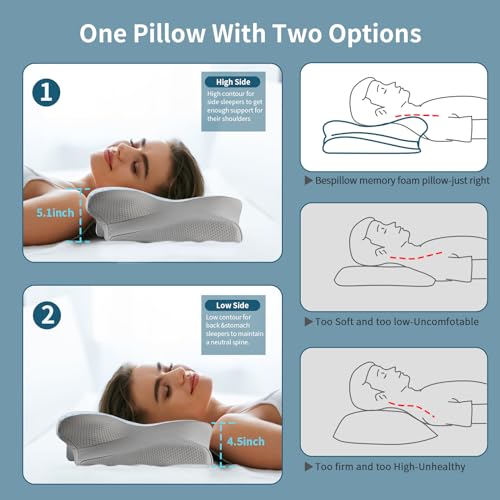 One Pillow With Two Options
1
High Side
High contour for
side sleepers to get
enough support for
their shoulders
5.1inch
Bespillow memory foam pillow-just right
2
Low Side
Low contour for
back &stomach
sleepers to maintain
a neutral spine.
4.5inch
Too Soft and too low-Uncomfotable
Too firm and too High-Unhealthy